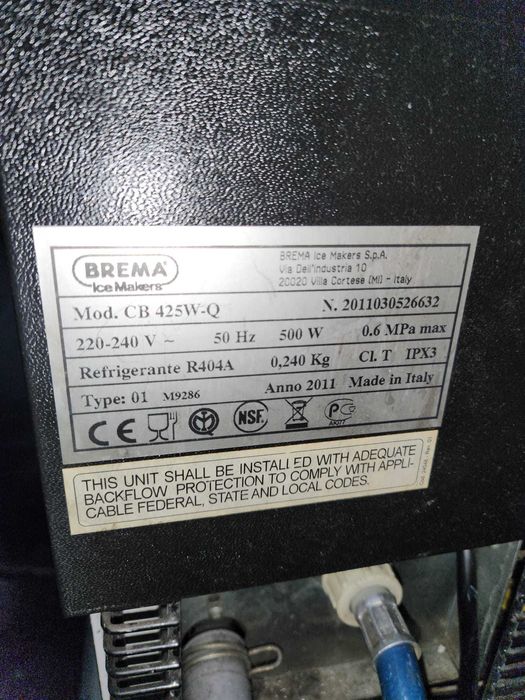 BREMA
Ice Makers
BREMA Ice Makers S.p.A.
Via Dell'Industria 10
20020 Villa Cortese (MI) - Italy
Mod. CB 425W-Q N. 2011030526632
220-240 V ~ 50 Hz 500 W 0.6 MPa max
Refrigerante R404A 0,240 Kg Cl. T IPX3
Type: 01 M9286 Anno 2011 Made in Italy
CE NSF. PC
THIS UNIT SHALL BE INSTALLED WITH ADEQUATE
BACKFLOW PROTECTION TO COMPLY WITH APPLI-
CABLE FEDERAL, STATE AND LOCAL CODES.